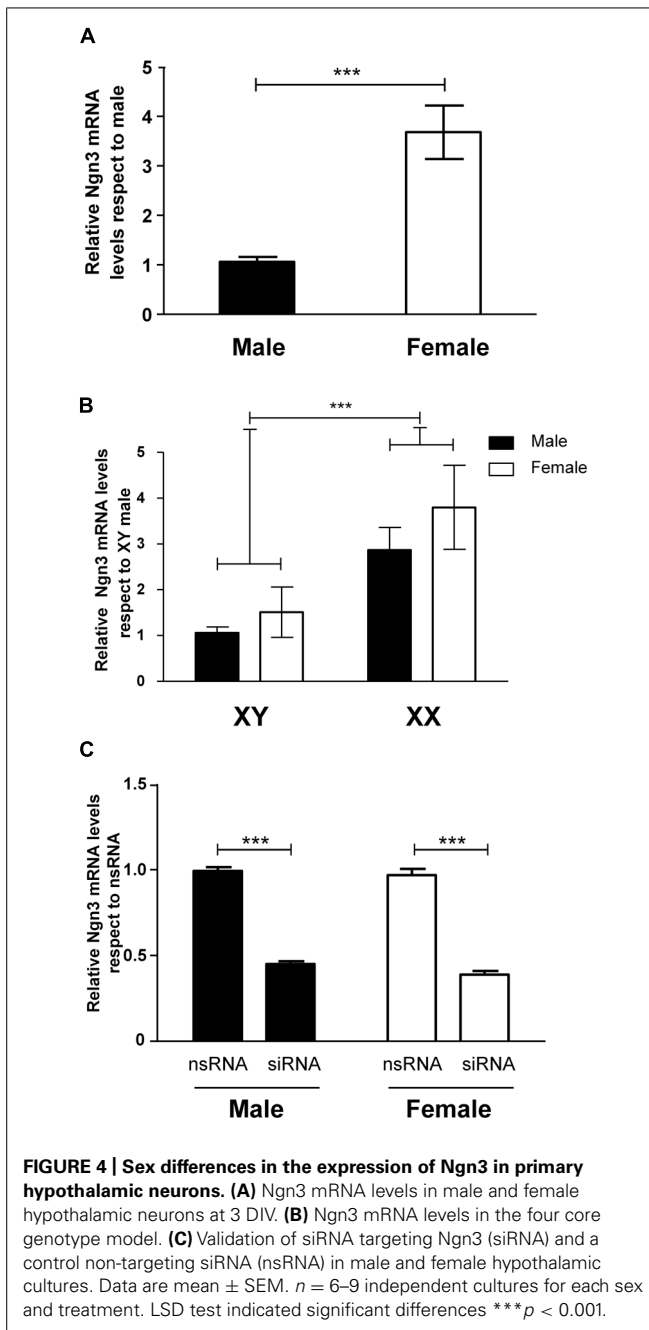 A
Relative Ngn3 mRNA
levels respect to male
5
4
3
2
1
0
***
Male Female
B
Relative Ngn3 mRNA levels
respect to XY male
5
4
3
2
1
0
***
Male
Female
XY XX
C
Relative Ngn3 mRNA levels
respect to nsRNA
1.5
1.0
0.5
0
*** ***
nsRNA siRNA nsRNA siRNA
Male Female
FIGURE 4 | Sex differences in the expression of Ngn3 in primary
hypothalamic neurons. (A) Ngn3 mRNA levels in male and female
hypothalamic neurons at 3 DIV. (B) Ngn3 mRNA levels in the four core
genotype model. (C) Validation of siRNA targeting Ngn3 (siRNA) and a
control non-targeting siRNA (nsRNA) in male and female hypothalamic
cultures. Data are mean ± SEM. n = 6–9 independent cultures for each sex
and treatment. LSD test indicated significant differences ***p < 0.001.